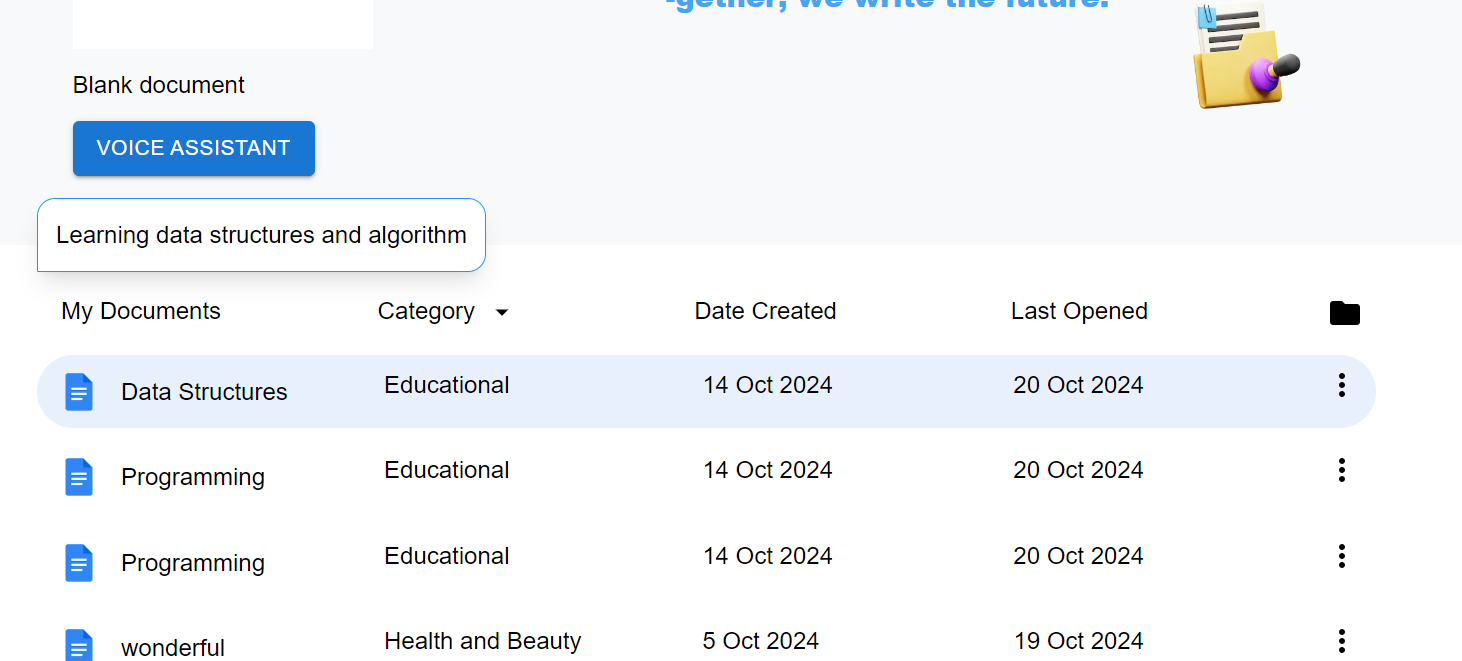 -gether, we write the future.
Blank document
VOICE ASSISTANT
Learning data structures and algorithm
My Documents Category Date Created Last Opened
Data Structures Educational 14 Oct 2024 20 Oct 2024
Programming Educational 14 Oct 2024 20 Oct 2024
Programming Educational 14 Oct 2024 20 Oct 2024
wonderful Health and Beauty 5 Oct 2024 19 Oct 2024